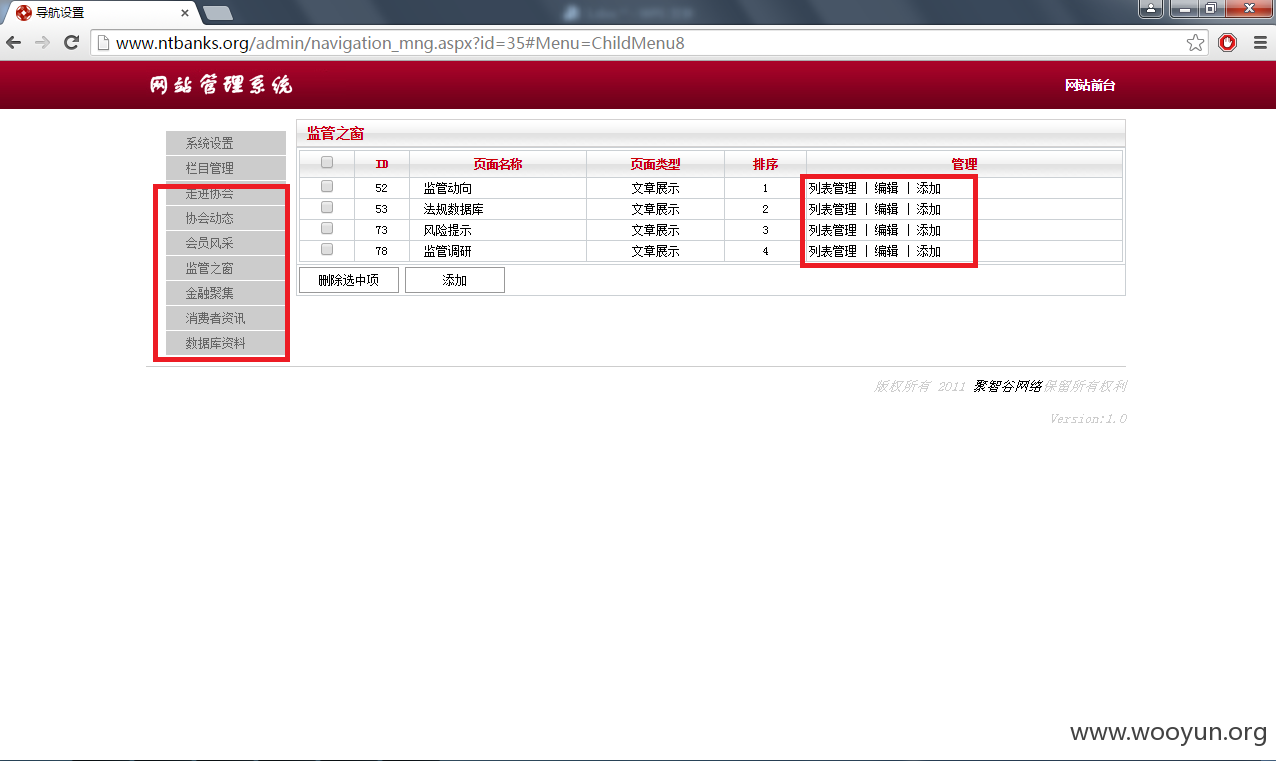 导航设置
www.ntbanks.org/admin/navigation_mng.aspx?id=35#Menu=ChildMenu8
网站管理系统
网站前台
系统设置
栏目管理
走进协会
协会动态
会员风采
监管之窗
金融聚集
消费者资讯
数据库资料
监管之窗
ID 页面名称 页面类型 排序 管理
52 监管动向 文章展示 1 列表管理 | 编辑 | 添加
53 法规数据库 文章展示 2 列表管理 | 编辑 | 添加
73 风险提示 文章展示 3 列表管理 | 编辑 | 添加
78 监管调研 文章展示 4 列表管理 | 编辑 | 添加
删除选中项 添加
版权所有 2011 聚智谷网络保留所有权利
Version:1.0
www.wooyun.org